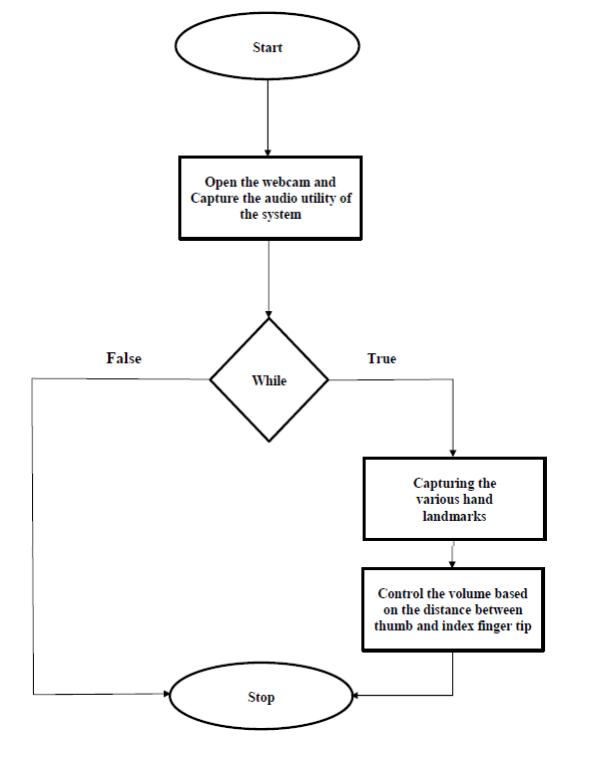 Start
Open the webcam and
Capture the audio utility of
the system
False
True
While
Capturing the
various hand
landmarks
Control the volume based
on the distance between
thumb and index finger tip
Stop